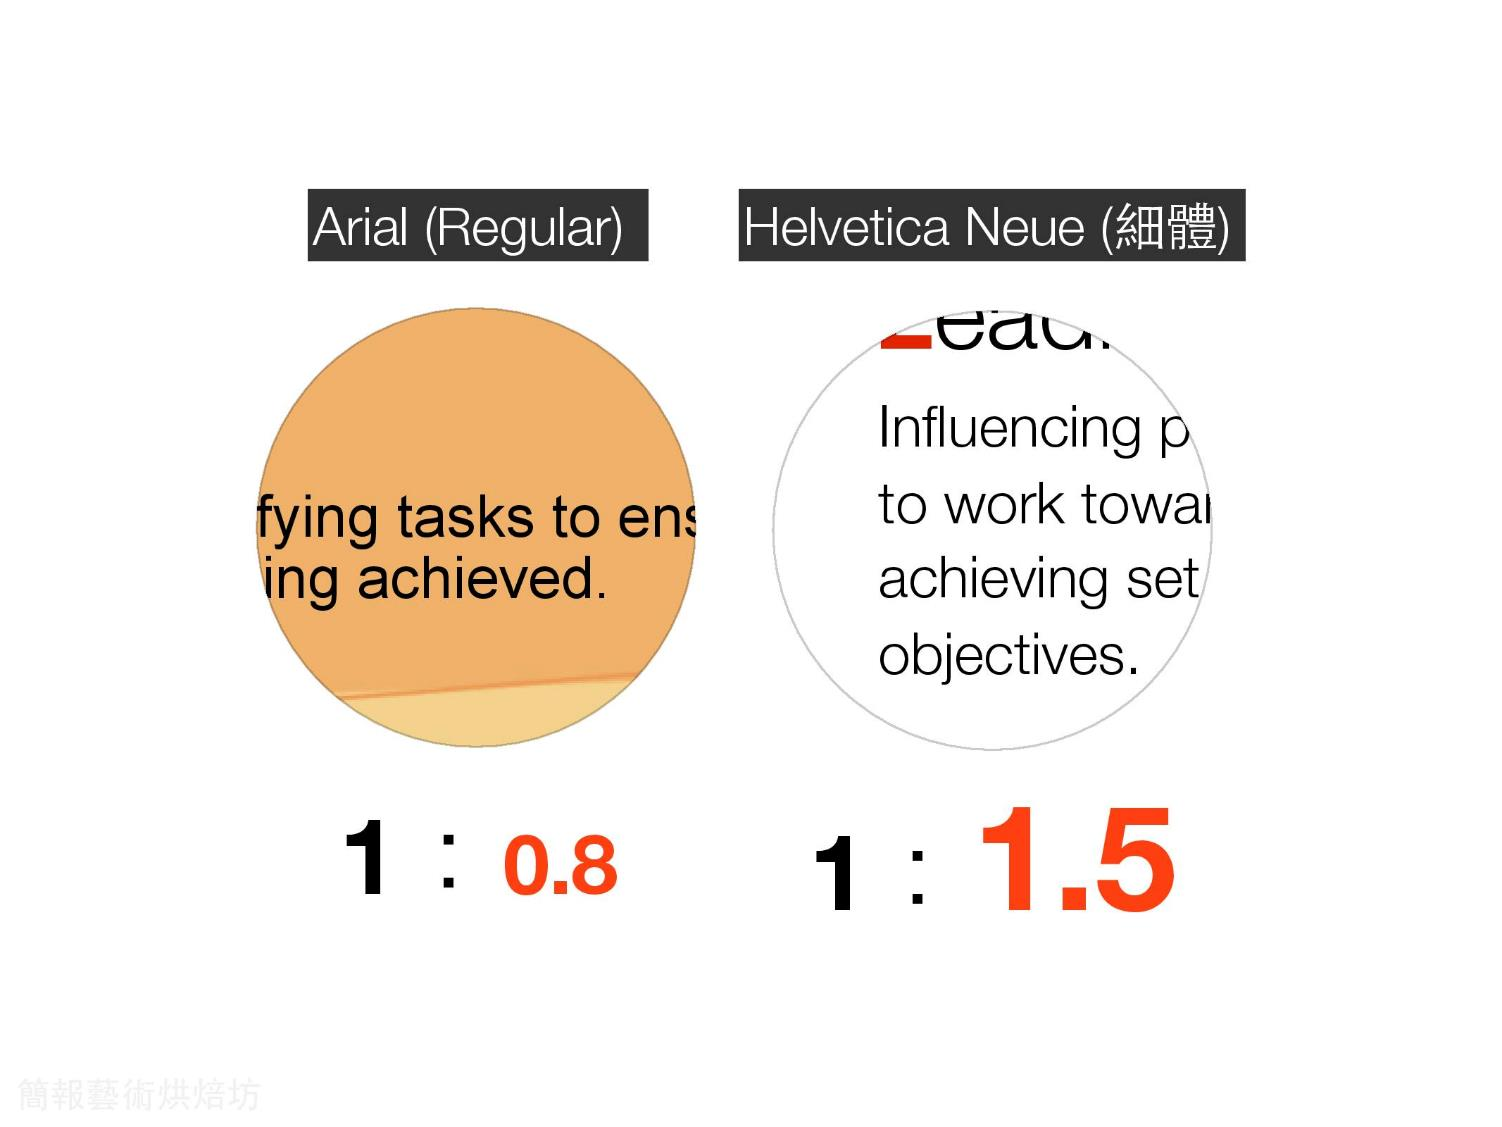 Arial (Regular)
Helvetica Neue (細體)
fying tasks to ens
ing achieved.
Leadi
Influencing p
to work towar
achieving set
objectives.
1 : 0.8
1 : 1.5
簡報藝術烘焙坊